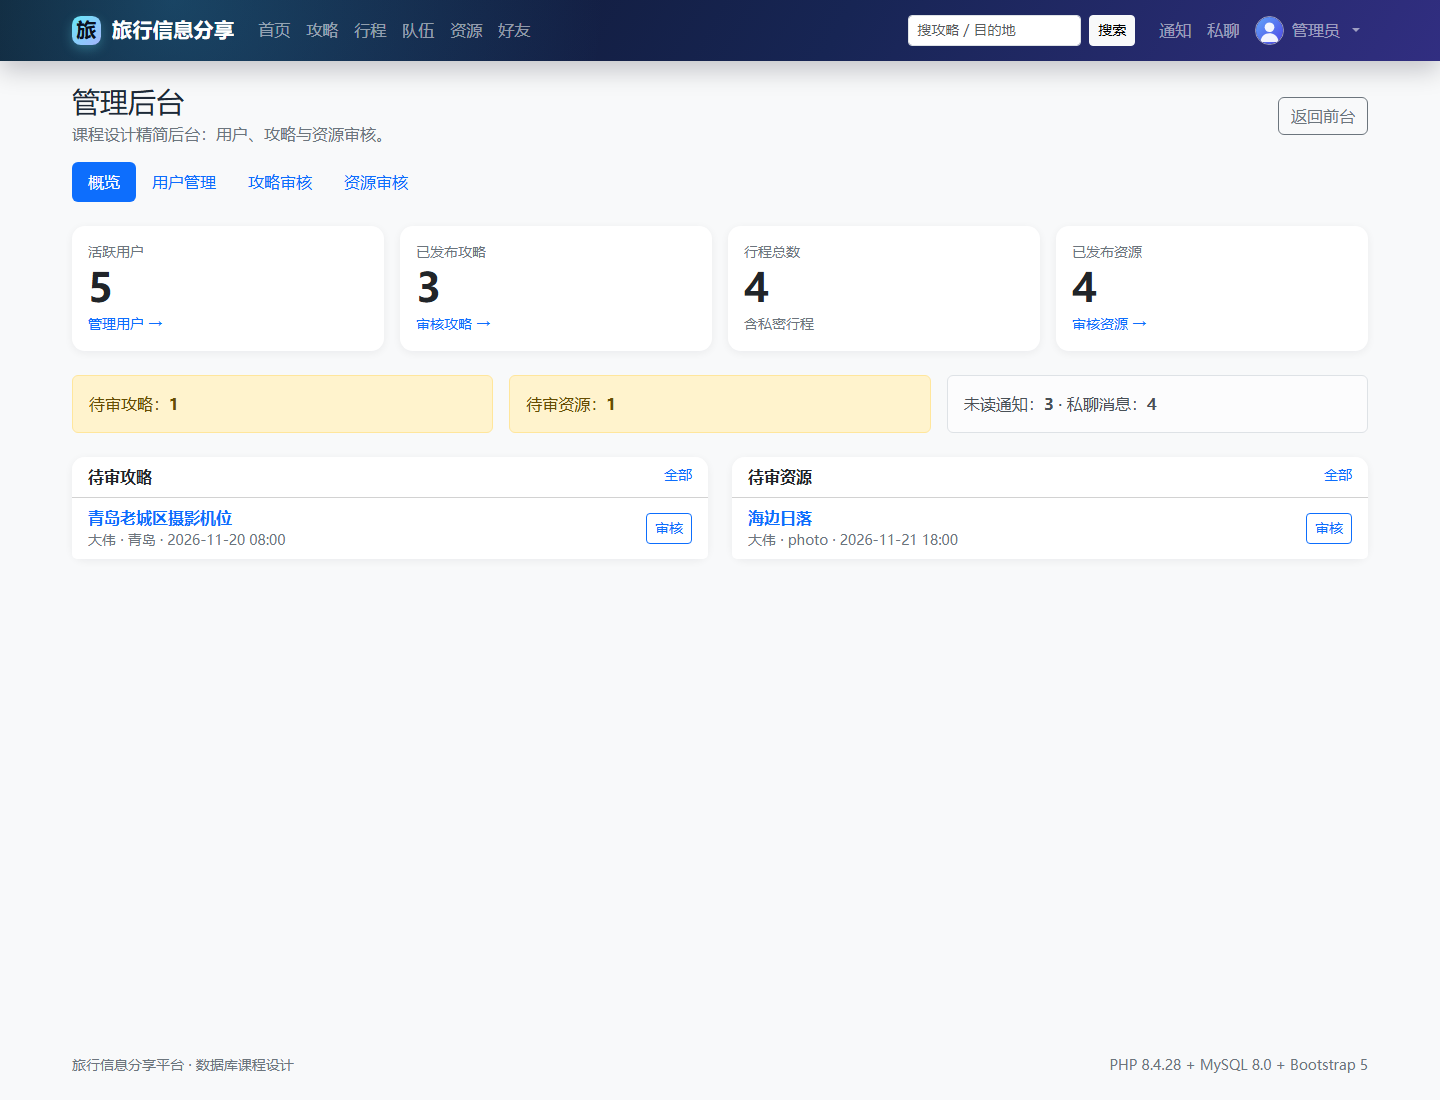 旅 旅行信息分享 首页 攻略 行程 队伍 资源 好友 搜攻略 / 目的地 搜索 通知 私聊 管理员
管理后台
课程设计精简后台：用户、攻略与资源审核。
返回前台
概览 用户管理 攻略审核 资源审核
活跃用户
5
管理用户 →
已发布攻略
3
审核攻略 →
行程总数
4
含私密行程
已发布资源
4
审核资源 →
待审攻略：1
待审资源：1
未读通知：3 · 私聊消息：4
待审攻略 全部
青岛老城区摄影机位
大伟 · 青岛 · 2026-11-20 08:00
审核
待审资源 全部
海边日落
大伟 · photo · 2026-11-21 18:00
审核
旅行信息分享平台 · 数据库课程设计
PHP 8.4.28 + MySQL 8.0 + Bootstrap 5